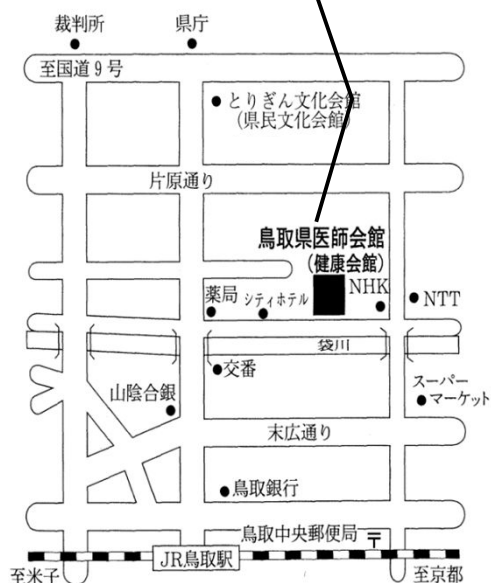 裁判所
県庁
至国道9号
とりぎん文化会館
(県民文化会館)
片原通り
鳥取県医師会館
(健康会館)
薬局
シティホテル
NHK
NTT
袋川
交番
山陰合銀
スーパー
マーケット
末広通り
鳥取銀行
鳥取中央郵便局 〒
至米子
JR鳥取駅
至京都